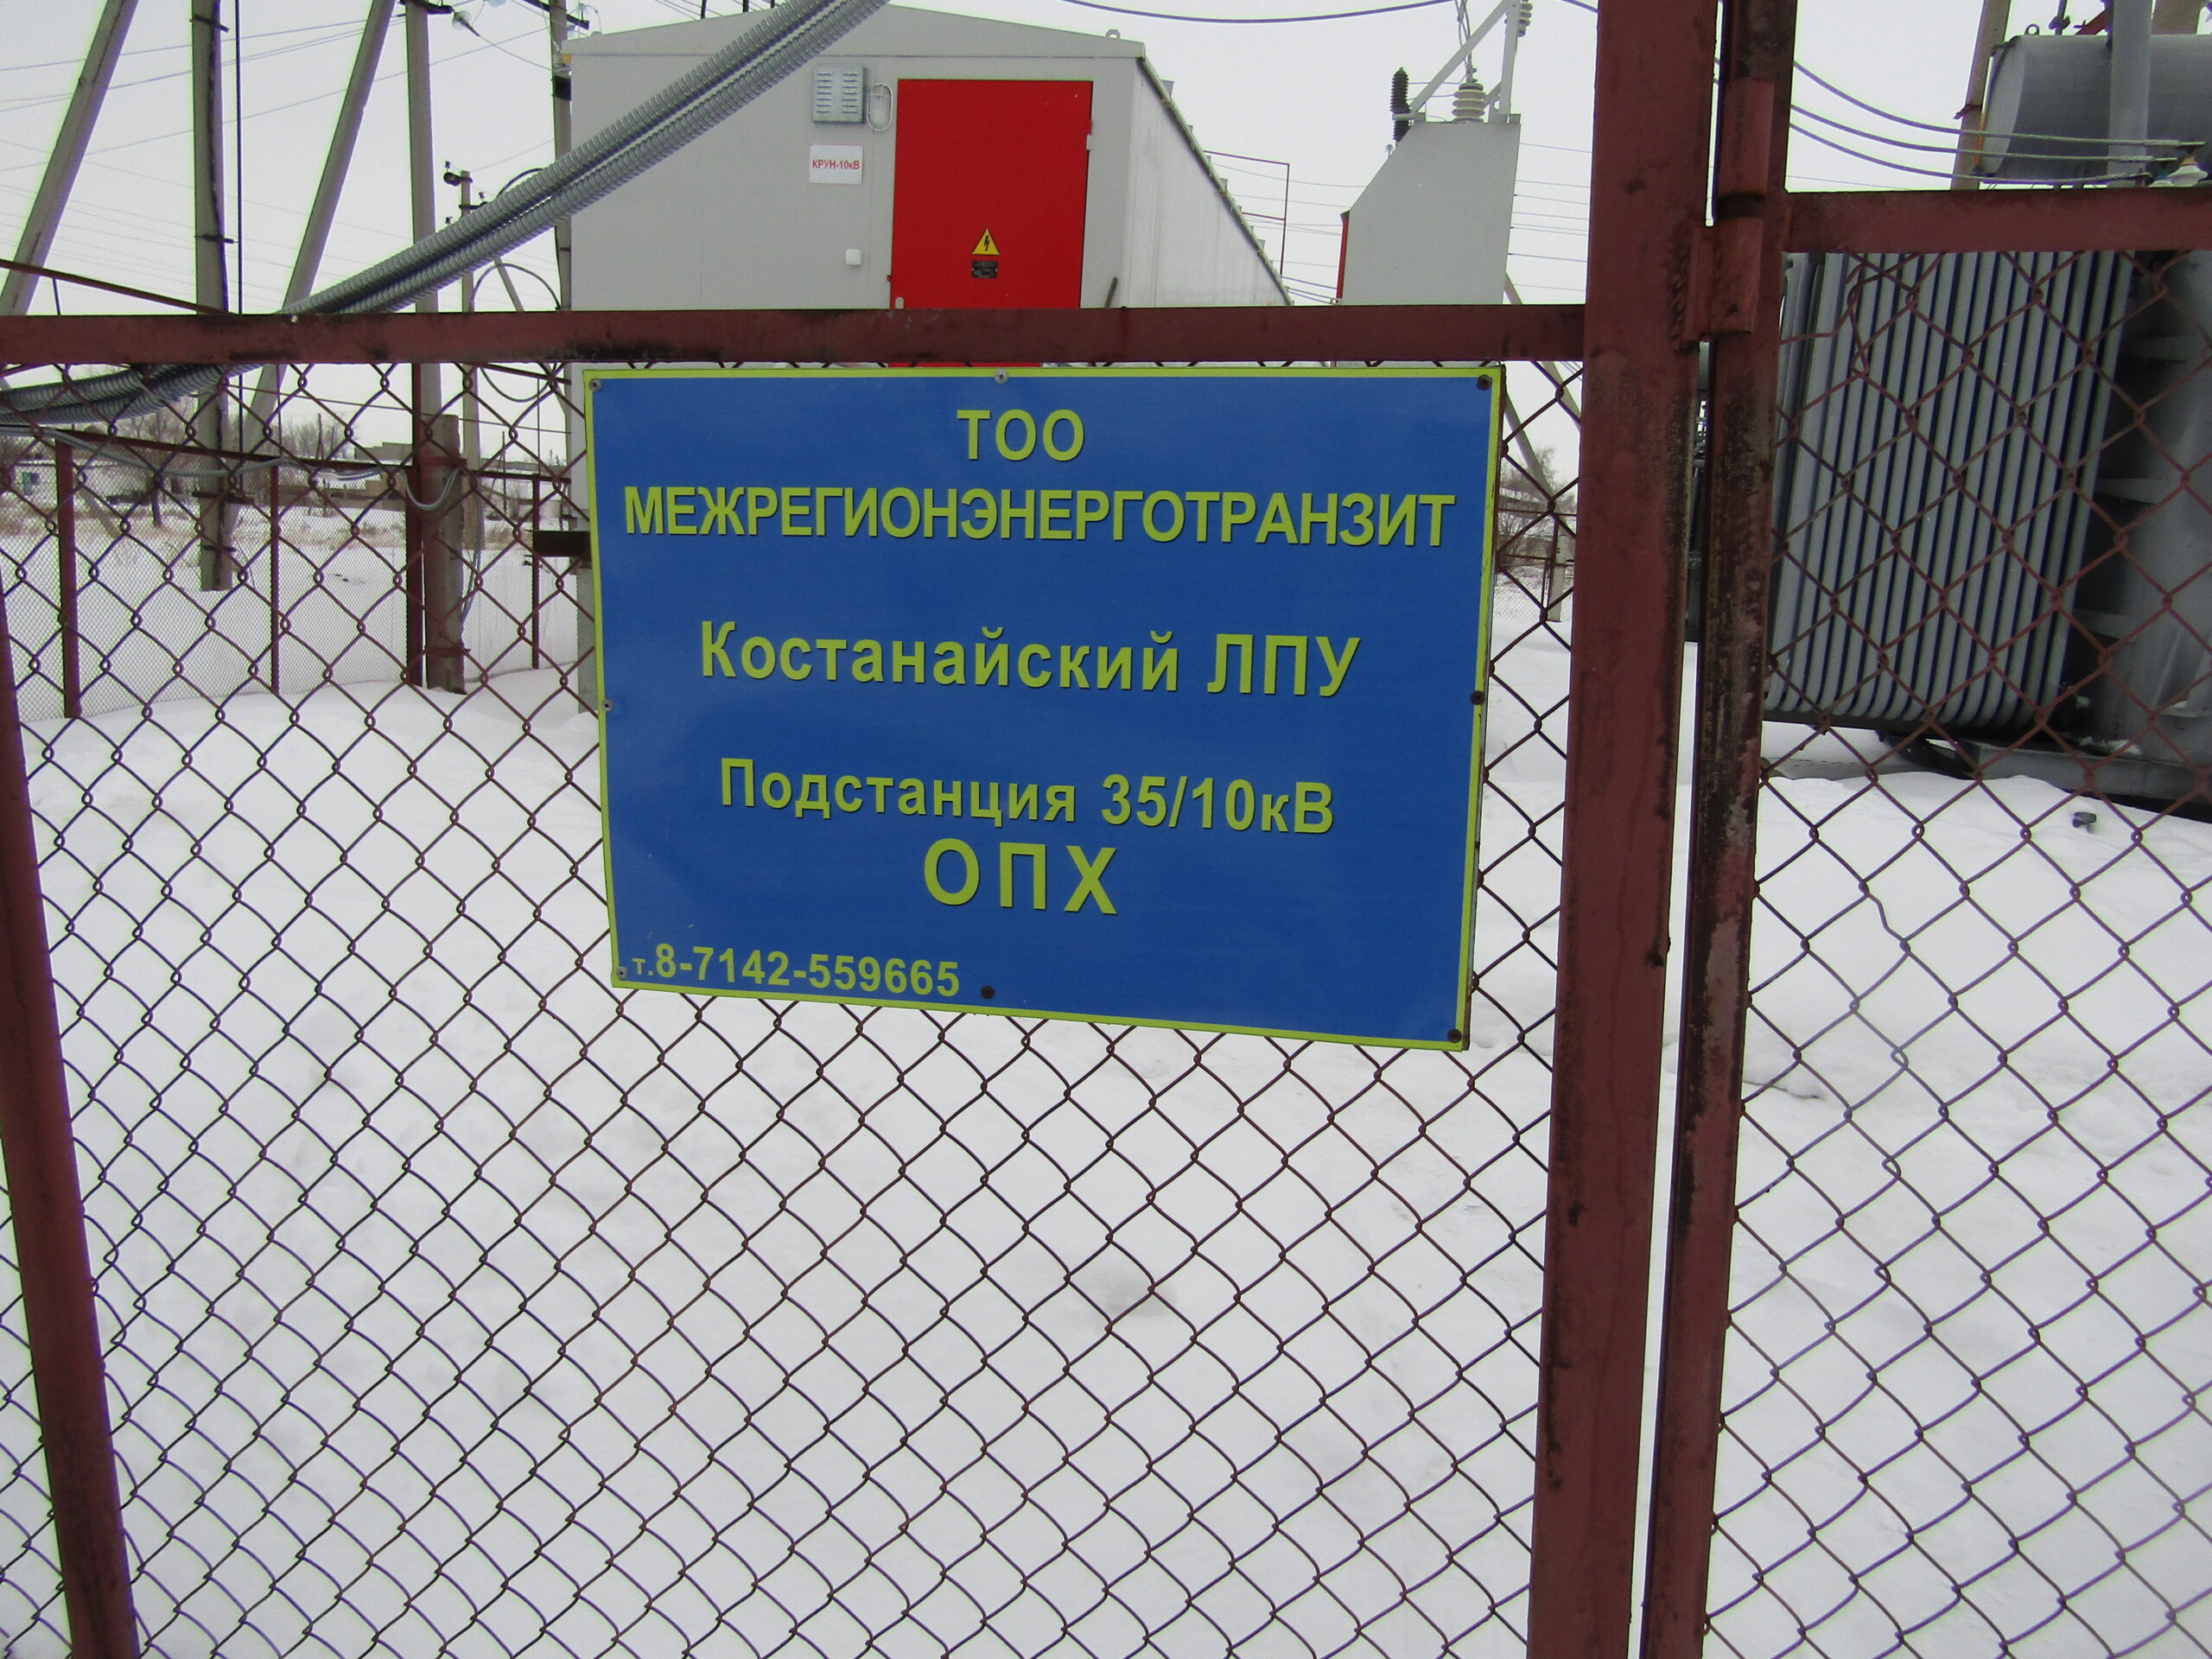 КРУН-10кВ
ТОО
МЕЖРЕГИОНЭНЕРГОТРАНЗИТ
Костанайский ЛПУ
Подстанция 35/10кВ
ОПХ
т.8-7142-559665